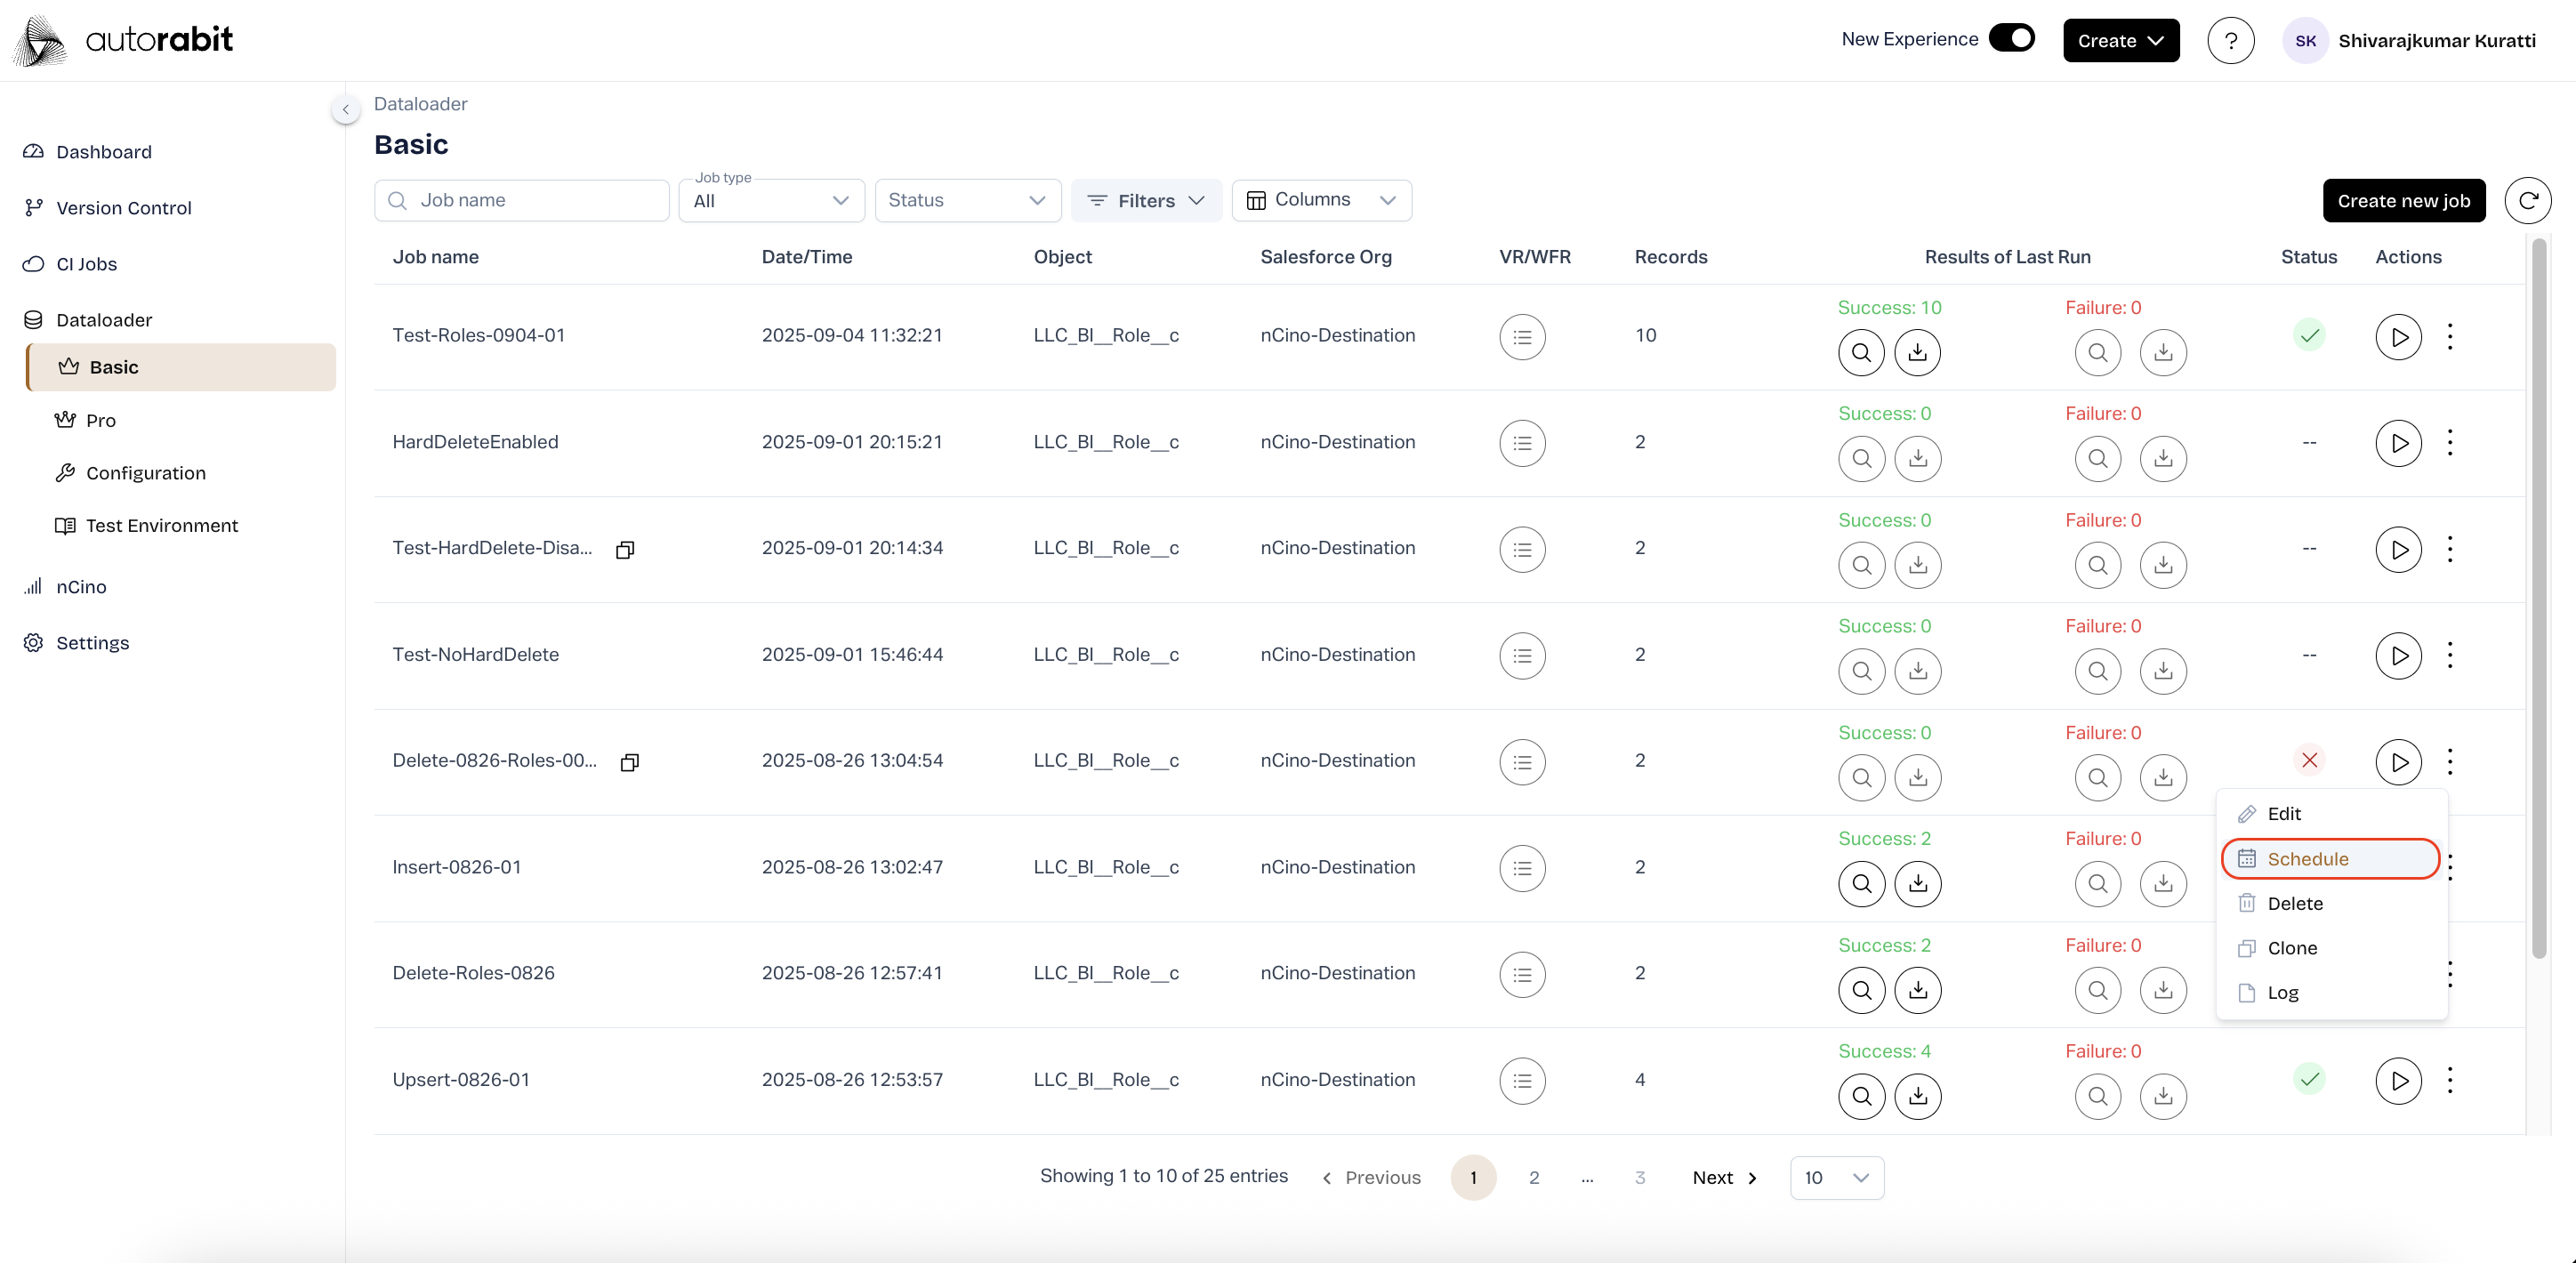 autorabit
New Experience
Create
?
SK
Shivarajkumar Kuratti
Dashboard
Version Control
CI Jobs
Dataloader
Basic
Pro
Configuration
Test Environment
nCino
Settings
Dataloader
Basic
Job name
Job type
All
Status
Filters
Columns
Create new job
Job name Date/Time Object Salesforce Org VR/WFR Records Results of Last Run Status Actions
Success: 10 Failure: 0
Test-Roles-0904-01 2025-09-04 11:32:21 LLC_BI__Role__c nCino-Destination 10
Success: 0 Failure: 0
HardDeleteEnabled 2025-09-01 20:15:21 LLC_BI__Role__c nCino-Destination 2 --
Success: 0 Failure: 0
Test-HardDelete-Disa... 2025-09-01 20:14:34 LLC_BI__Role__c nCino-Destination 2 --
Success: 0 Failure: 0
Test-NoHardDelete 2025-09-01 15:46:44 LLC_BI__Role__c nCino-Destination 2 --
Success: 0 Failure: 0
Delete-0826-Roles-00... 2025-08-26 13:04:54 LLC_BI__Role__c nCino-Destination 2
Success: 2 Failure: 0
Insert-0826-01 2025-08-26 13:02:47 LLC_BI__Role__c nCino-Destination 2
Success: 2 Failure: 0
Delete-Roles-0826 2025-08-26 12:57:41 LLC_BI__Role__c nCino-Destination 2
Success: 4 Failure: 0
Upsert-0826-01 2025-08-26 12:53:57 LLC_BI__Role__c nCino-Destination 4
Edit
Schedule
Delete
Clone
Log
Showing 1 to 10 of 25 entries Previous 1 2 ... 3 Next 10